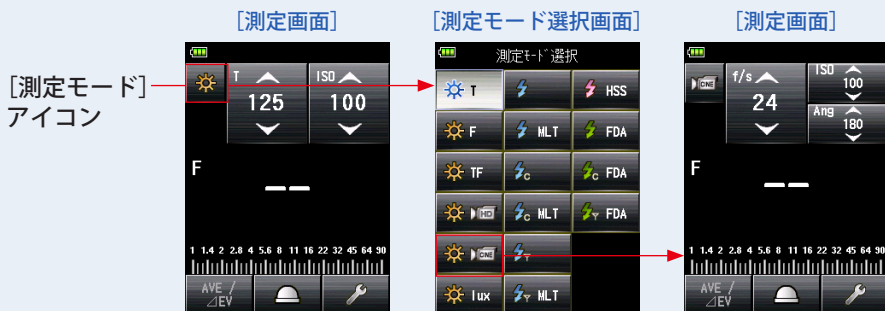 [測定画面]
[測定モード選択画面]
[測定画面]
[測定モード]
アイコン
T
125
ISO
100
F
1 1.4 2 2.8 4 5.6 8 11 16 22 32 45 64 90
AVE /
⊿EV
測定モード選択
T
HSS
F
MLT
FDA
TF
C
C FDA
HD
C MLT
Y FDA
CINE
Y
lux
Y MLT
CINE
f/s
24
ISO
100
Ang
180
F
1 1.4 2 2.8 4 5.6 8 11 16 22 32 45 64 90
AVE /
⊿EV